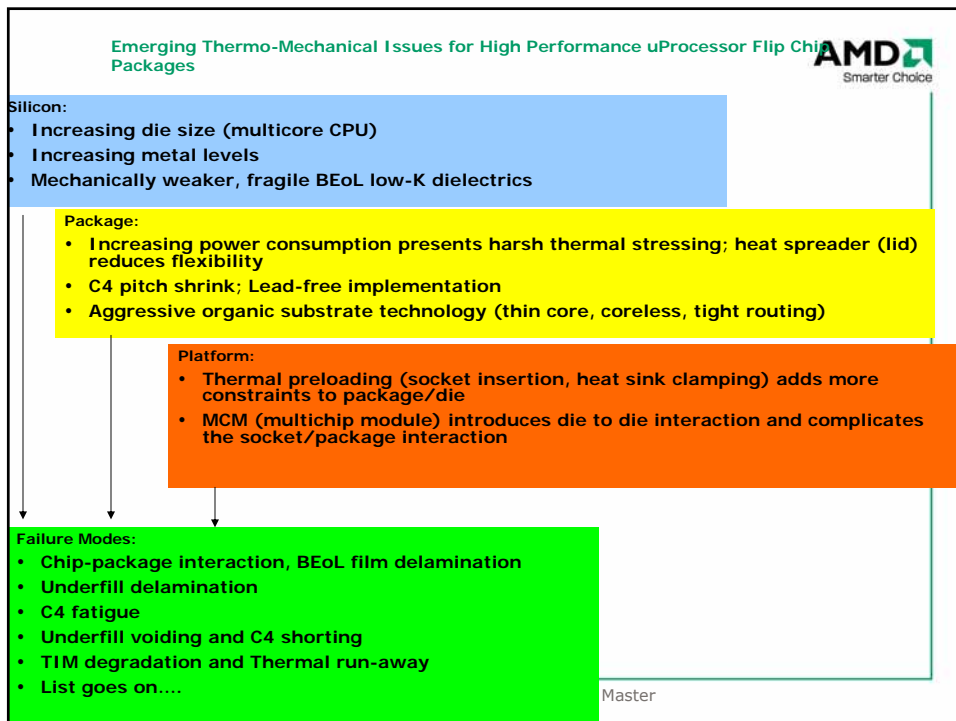 Emerging Thermo-Mechanical Issues for High Performance uProcessor Flip Chip
Packages
AMD
Smarter Choice
Silicon:
• Increasing die size (multicore CPU)
• Increasing metal levels
• Mechanically weaker, fragile BEoL low-K dielectrics
Package:
• Increasing power consumption presents harsh thermal stressing; heat spreader (lid)
reduces flexibility
• C4 pitch shrink; Lead-free implementation
• Aggressive organic substrate technology (thin core, coreless, tight routing)
Platform:
• Thermal preloading (socket insertion, heat sink clamping) adds more
constraints to package/die
• MCM (multichip module) introduces die to die interaction and complicates
the socket/package interaction
Failure Modes:
• Chip-package interaction, BEoL film delamination
• Underfill delamination
• C4 fatigue
• Underfill voiding and C4 shorting
• TIM degradation and Thermal run-away
• List goes on....
Master